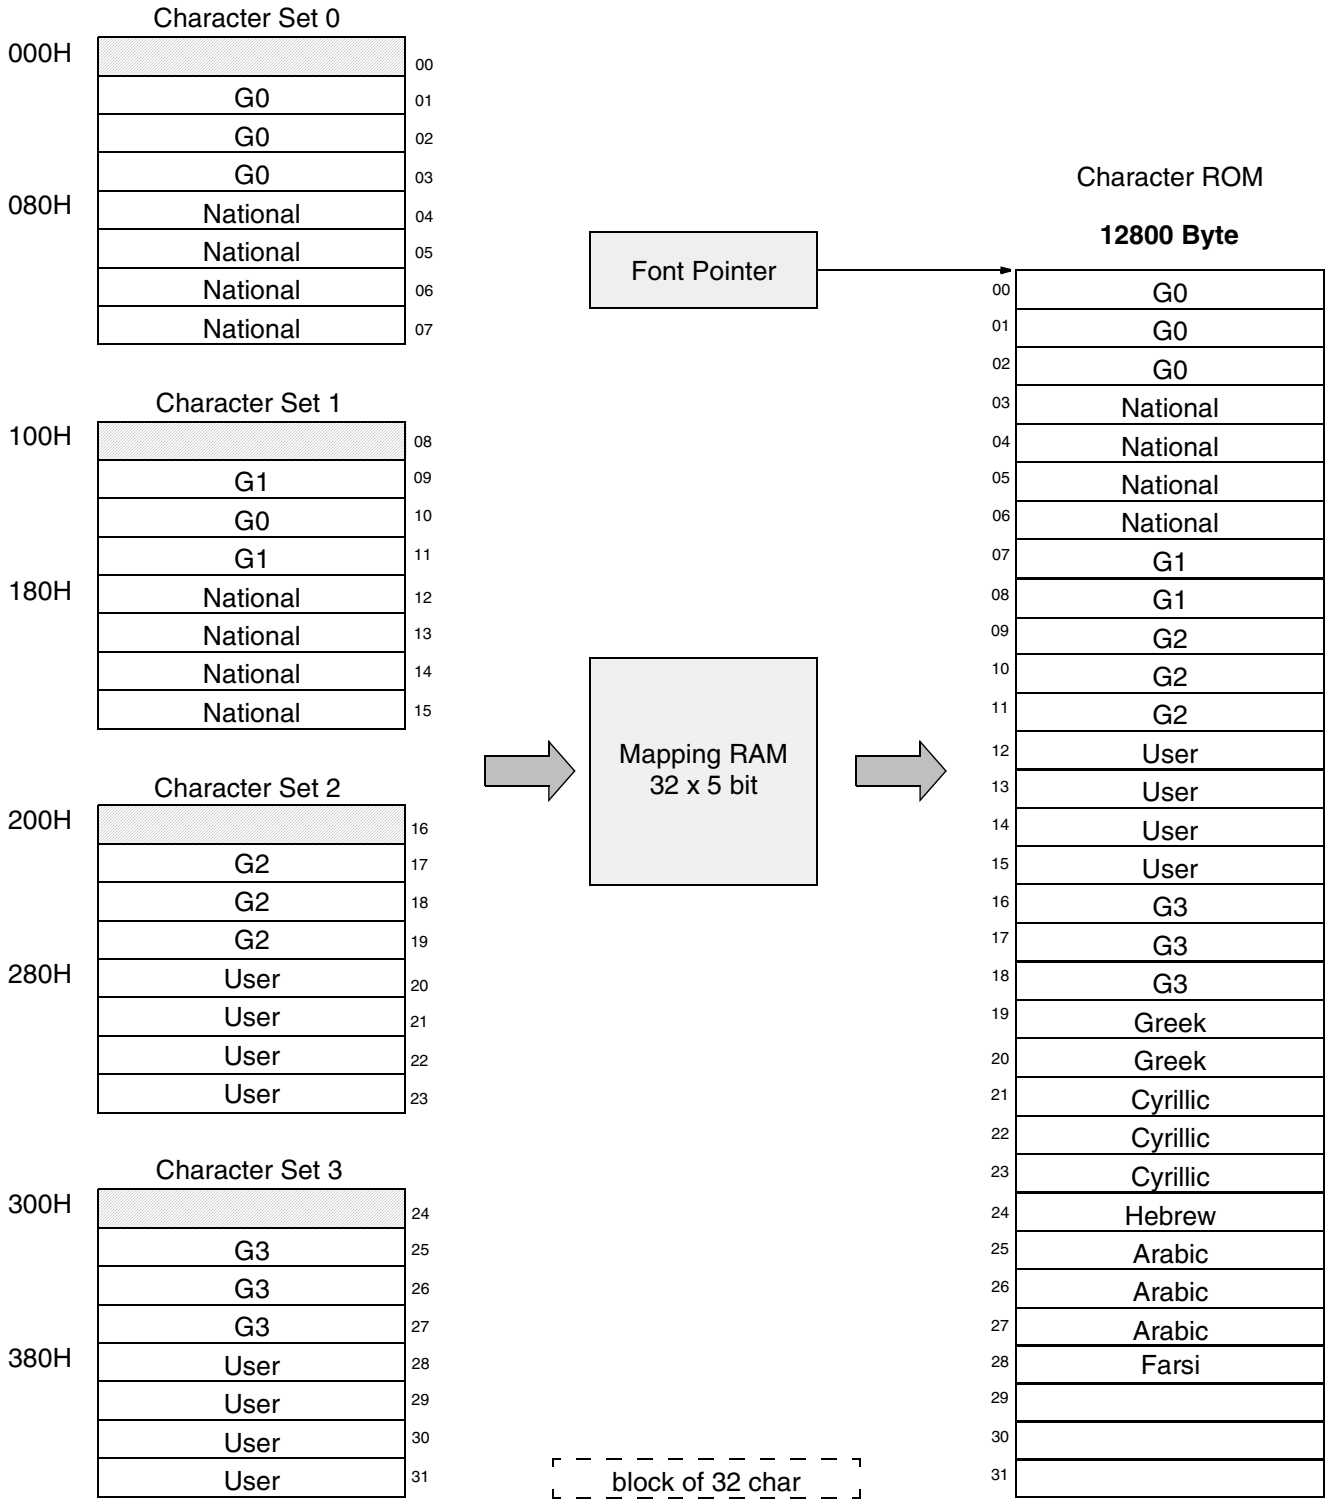 Character Set 0
000H
00
G0 01
G0 02
G0 03
080H National 04
National 05
National 06
National 07
Character Set 1
100H
08
G1 09
G0 10
G1 11
180H National 12
National 13
National 14
National 15
Character Set 2
200H
16
G2 17
G2 18
G2 19
280H User 20
User 21
User 22
User 23
Character Set 3
300H
24
G3 25
G3 26
G3 27
380H User 28
User 29
User 30
User 31
Font Pointer
Mapping RAM
32 x 5 bit
block of 32 char
Character ROM
12800 Byte
00 G0
01 G0
02 G0
03 National
04 National
05 National
06 National
07 G1
08 G1
09 G2
10 G2
11 G2
12 User
13 User
14 User
15 User
16 G3
17 G3
18 G3
19 Greek
20 Greek
21 Cyrillic
22 Cyrillic
23 Cyrillic
24 Hebrew
25 Arabic
26 Arabic
27 Arabic
28 Farsi
29
30
31